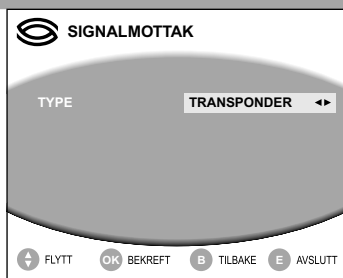 SIGNALMOTTAK
TYPE TRANSPONDER
FLYTT OK BEKREFT B TILBAKE E AVSLUTT